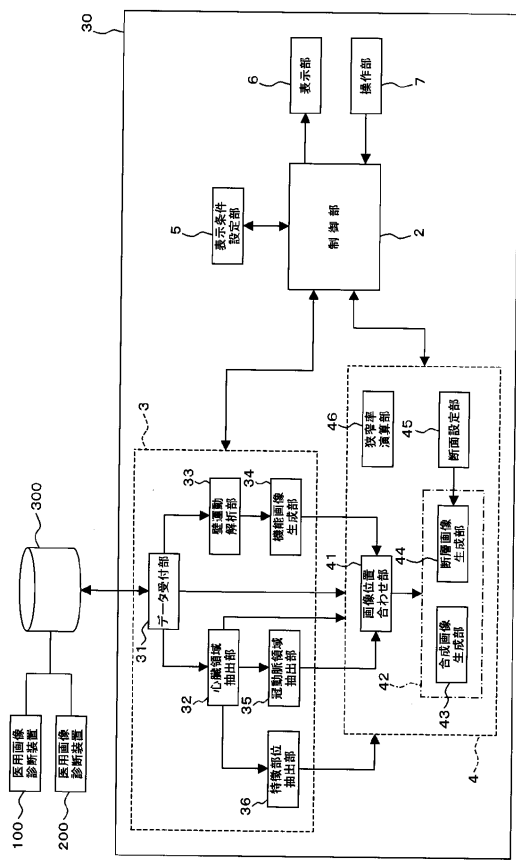 300
医用画像
診断装置
100
医用画像
診断装置
200
30
3
データ受付部
31
心臓領域
抽出部
32
壁運動
解析部
33
機能画像
生成部
34
冠動脈領域
抽出部
35
特徴部位
抽出部
36
画像位置
合わせ部
41
42
合成画像
生成部
43
断層画像
生成部
44
断面設定部
45
狭窄率
演算部
46
4
表示条件
設定部
5
制御部
2
表示部
6
操作部
7